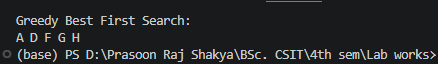 Greedy Best First Search:
A D F G H
(base) PS D:\Prasoon Raj Shakya\BSc. CSIT\4th sem\Lab works>